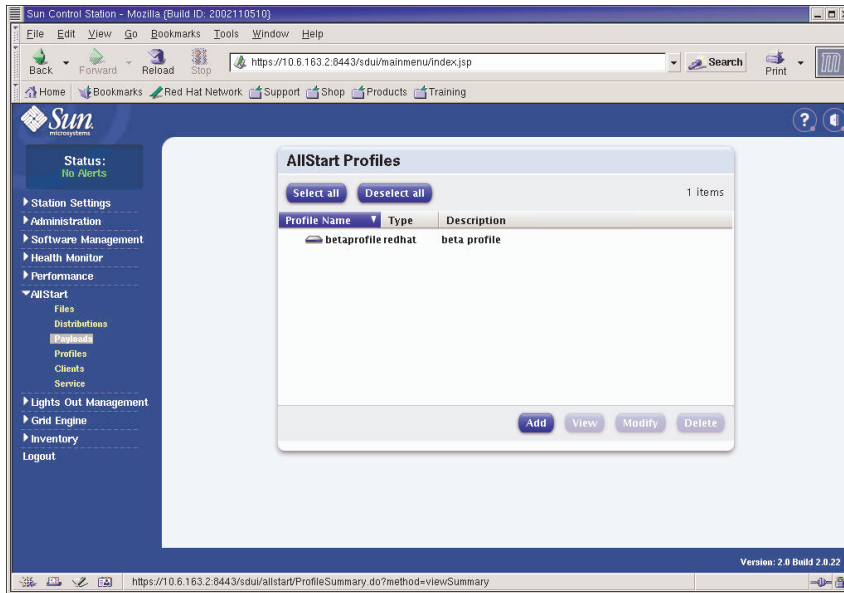 Sun Control Station - Mozilla {Build ID: 2002110510}
File Edit View Go Bookmarks Tools Window Help
Back Forward Reload Stop https://10.6.163.2:8443/sdui/mainmenu/index.jsp Search Print
Home Bookmarks Red Hat Network Support Shop Products Training
Sun
microsystems
Status:
No Alerts
Station Settings
Administration
Software Management
Health Monitor
Performance
AllStart
Files
Distributions
Payloads
Profiles
Clients
Service
Lights Out Management
Grid Engine
Inventory
Logout
AllStart Profiles
Select all Deselect all 1 items
Profile Name Type Description
betaprofile redhat beta profile
Add View Modify Delete
Version: 2.0 Build 2.0.22
https://10.6.163.2:8443/sdui/allstart/ProfileSummary.do?method=viewSummary